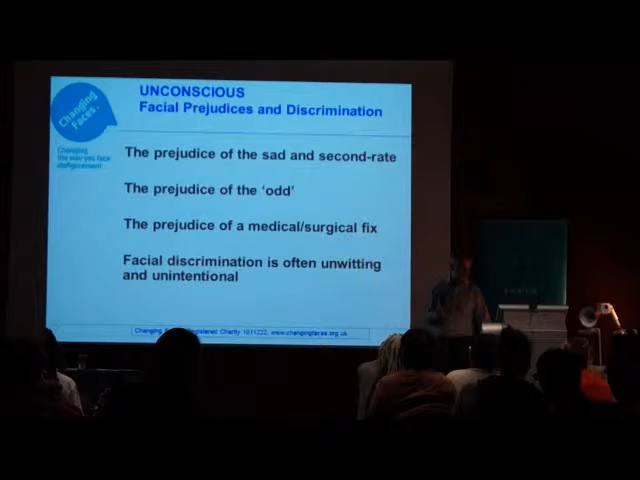 Changing
Faces.
Changing
the way you face
disfigurement
UNCONSCIOUS
Facial Prejudices and Discrimination
The prejudice of the sad and second-rate
The prejudice of the 'odd'
The prejudice of a medical/surgical fix
Facial discrimination is often unwitting
and unintentional
Changing Registered Charity 1011222, www.changingfaces.org.uk